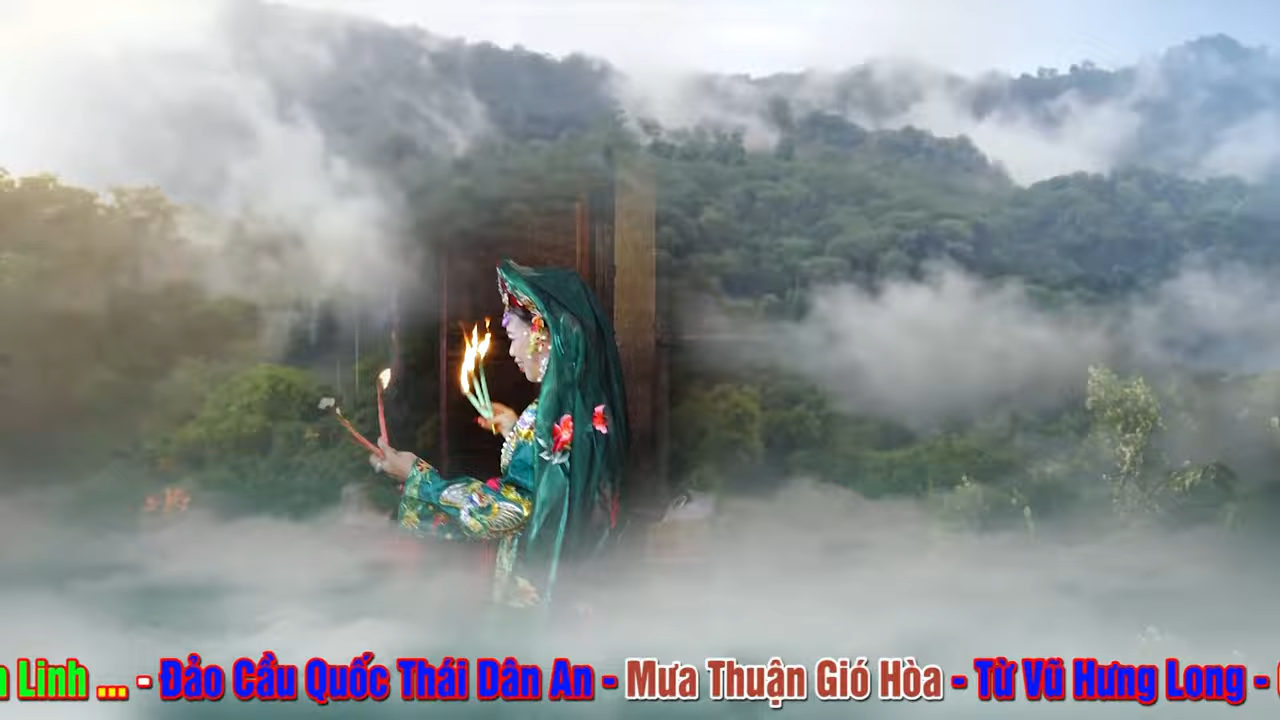 Linh ... - Đảo Cầu Quốc Thái Dân An - Mưa Thuận Gió Hòa - Từ Vũ Hưng Long -